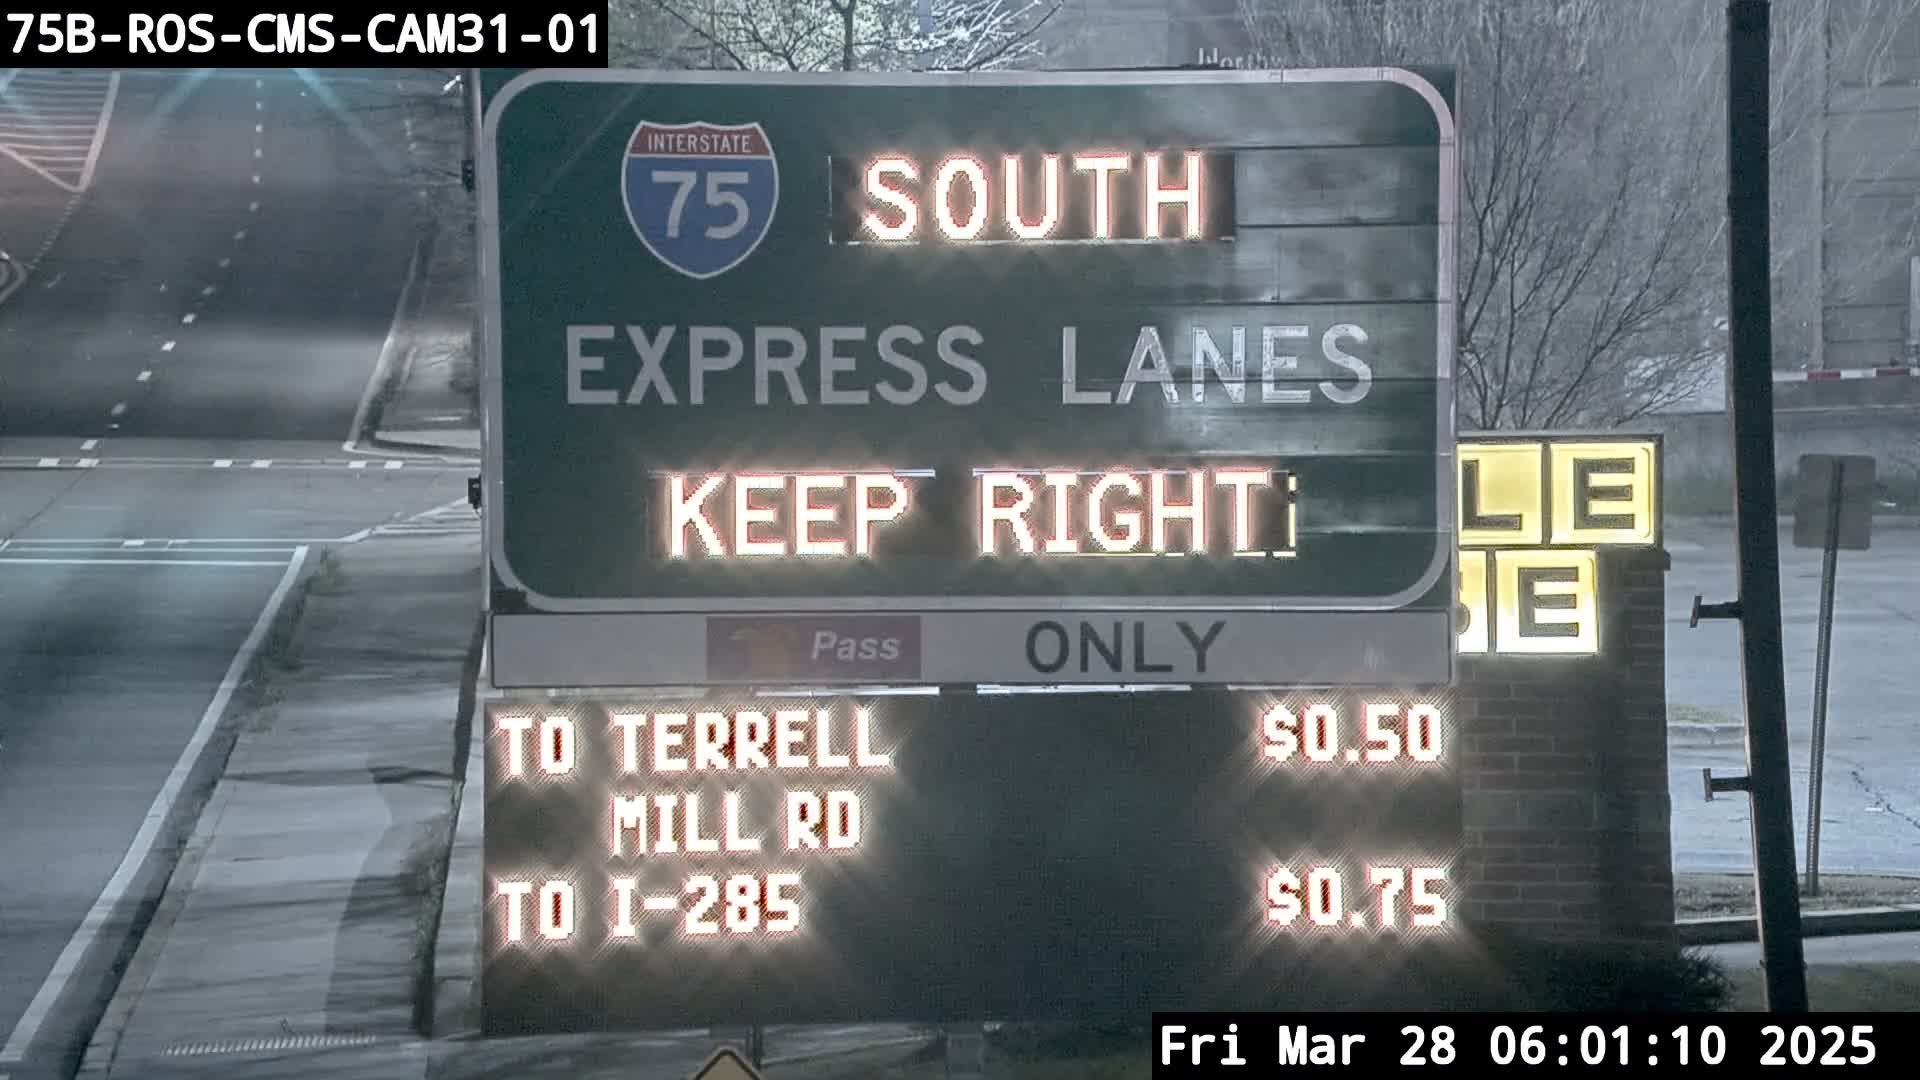 75B-ROS-CMS-CAM31-01
INTERSTATE
75
SOUTH
EXPRESS LANES
KEEP RIGHT
Pass ONLY
LE
E
TO TERRELL $0.50
MILL RD
TO I-285 $0.75
Fri Mar 28 06:01:10 2025